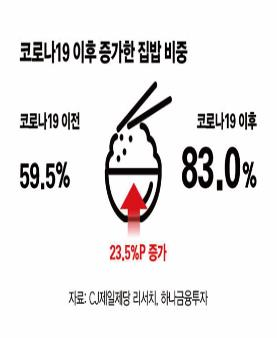 코로나19 이후 증가한 집밥 비중
코로나19 이전
59.5%
코로나19 이후
83.0%
23.5%P 증가
자료: CJ제일제당 리서치, 하나금융투자